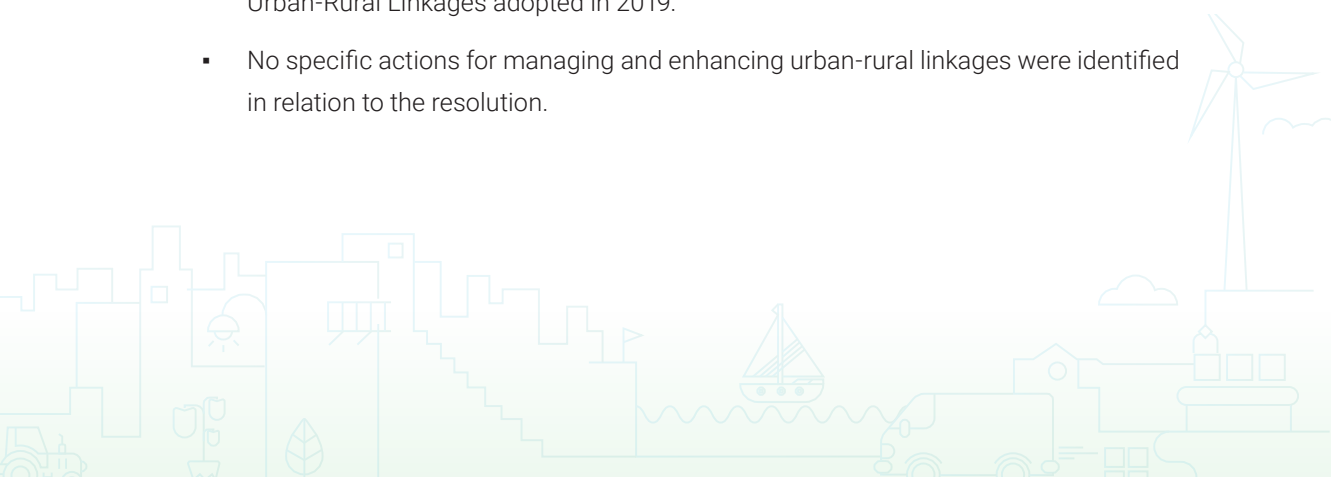 Urban-Rural Linkages adopted in 2019.
▪ No specific actions for managing and enhancing urban-rural linkages were identified
in relation to the resolution.